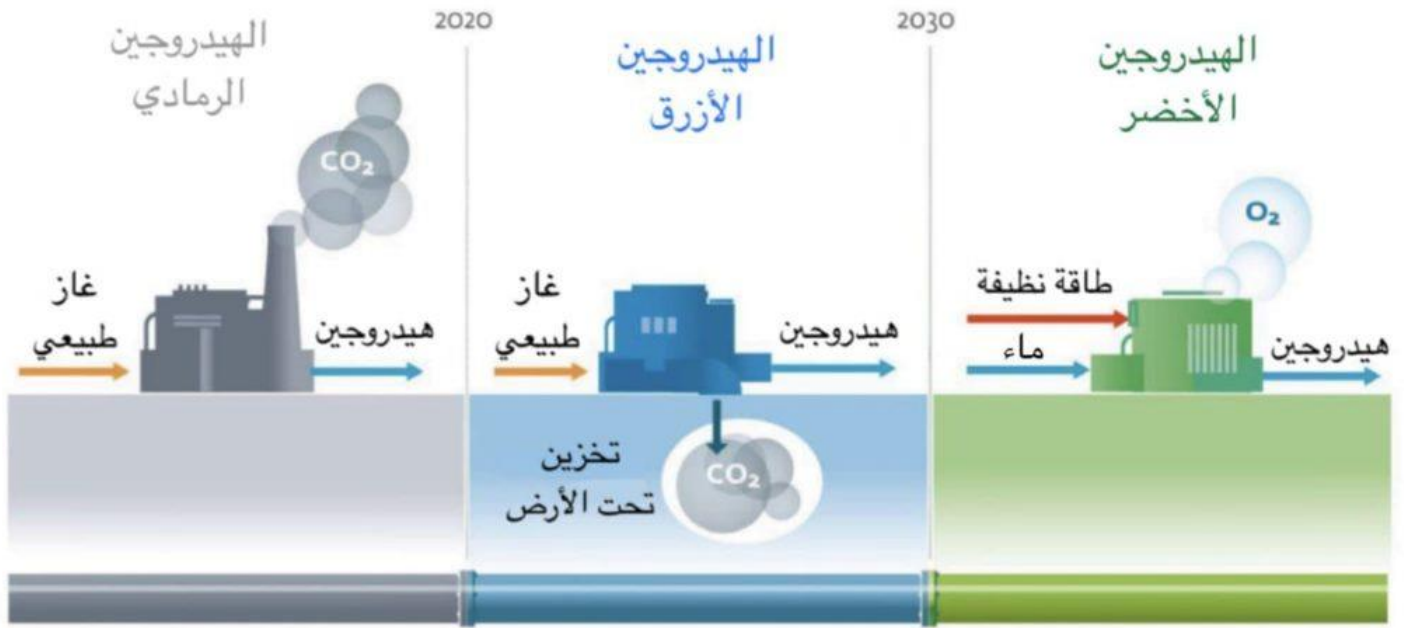 2020
2030
الهيدروجين
الرمادي
CO₂
غاز
طبيعي
هيدروجين
الهيدروجين
الأزرق
غاز
طبيعي
هيدروجين
تخزين
تحت الأرض
CO₂
الهيدروجين
الأخضر
O₂
طاقة نظيفة
ماء
هيدروجين